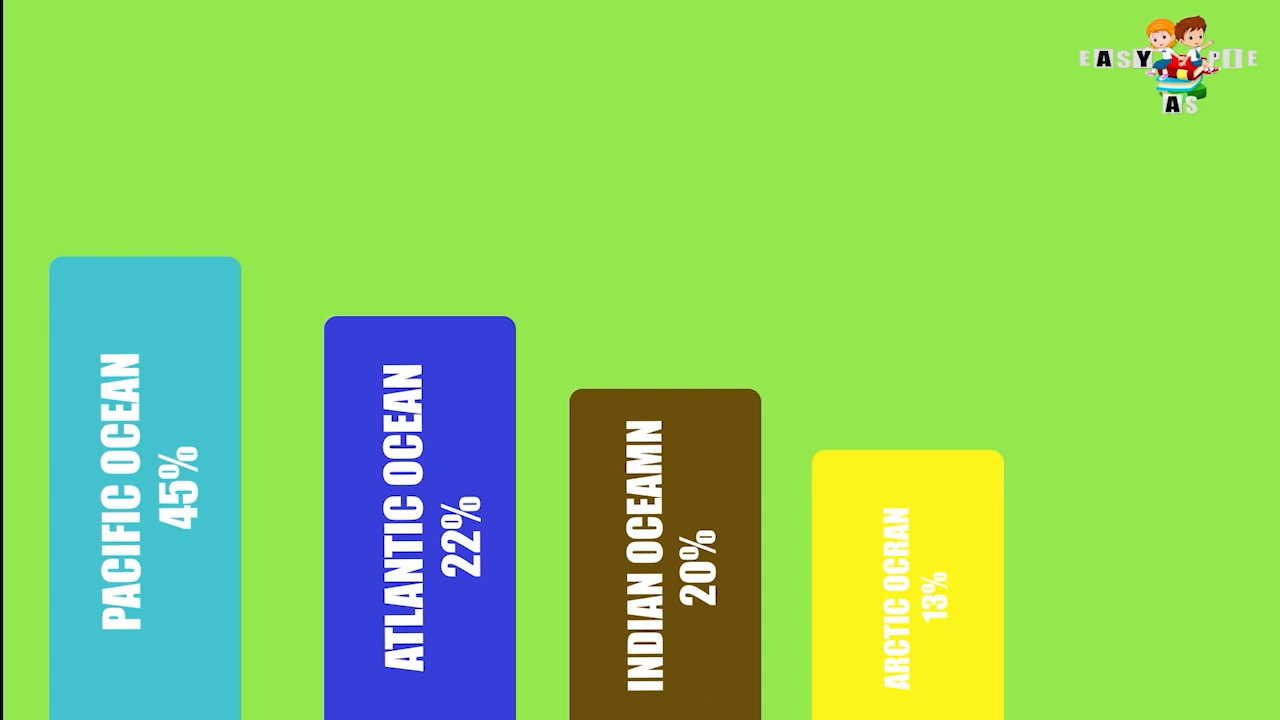 EASY PIE
AS
PACIFIC OCEAN
45%
ATLANTIC OCEAN
22%
INDIAN OCEAMN
20%
ARCTIC OCRAN
13%